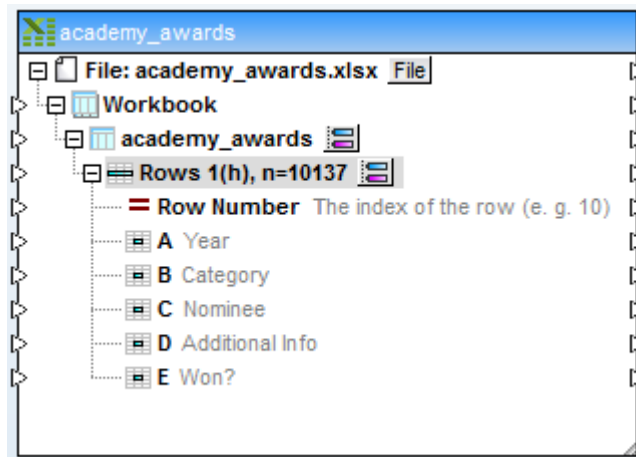 academy_awards
File: academy_awards.xlsx File
Workbook
academy_awards
Rows 1(h), n=10137
Row Number The index of the row (e. g. 10)
A Year
B Category
C Nominee
D Additional Info
E Won?